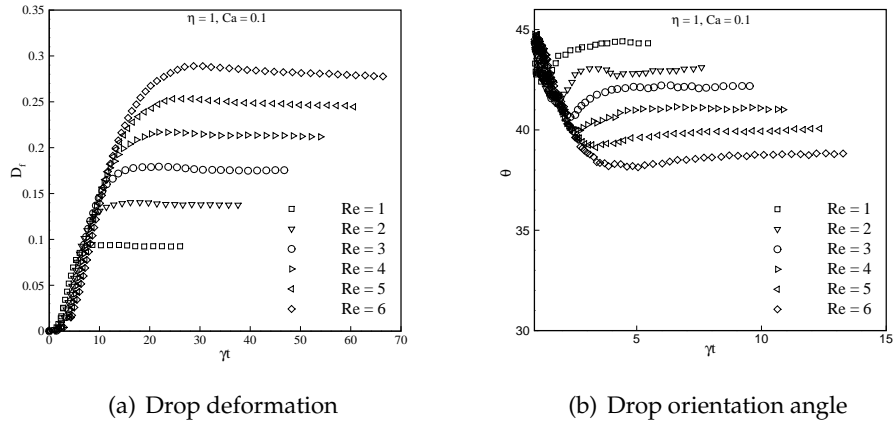 η = 1, Ca = 0.1
0.35
0.3
0.25
0.2
0.15
0.1
0.05
0
D_f
Re = 1
Re = 2
Re = 3
Re = 4
Re = 5
Re = 6
0 10 20 30 40 50 60 70
γt
(a) Drop deformation
η = 1, Ca = 0.1
45
40
35
30
θ
Re = 1
Re = 2
Re = 3
Re = 4
Re = 5
Re = 6
5 10 15
γt
(b) Drop orientation angle